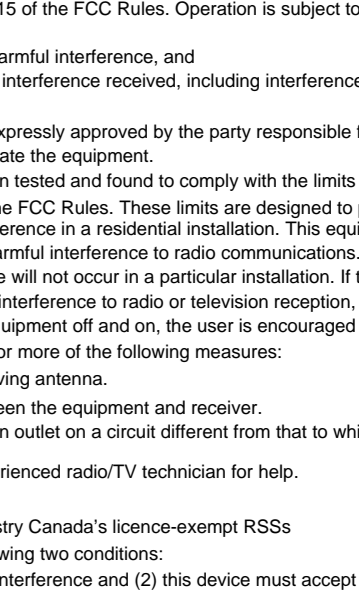 15 of the FCC Rules. Operation is subject to
armful interference, and
interference received, including interference
xpressly approved by the party responsible f
ate the equipment.
n tested and found to comply with the limits
he FCC Rules. These limits are designed to p
erence in a residential installation. This equi
armful interference to radio communications.
e will not occur in a particular installation. If t
interference to radio or television reception,
quipment off and on, the user is encouraged
or more of the following measures:
ving antenna.
een the equipment and receiver.
n outlet on a circuit different from that to whi
rienced radio/TV technician for help.
stry Canada's licence-exempt RSSs
wing two conditions:
nterference and (2) this device must accept